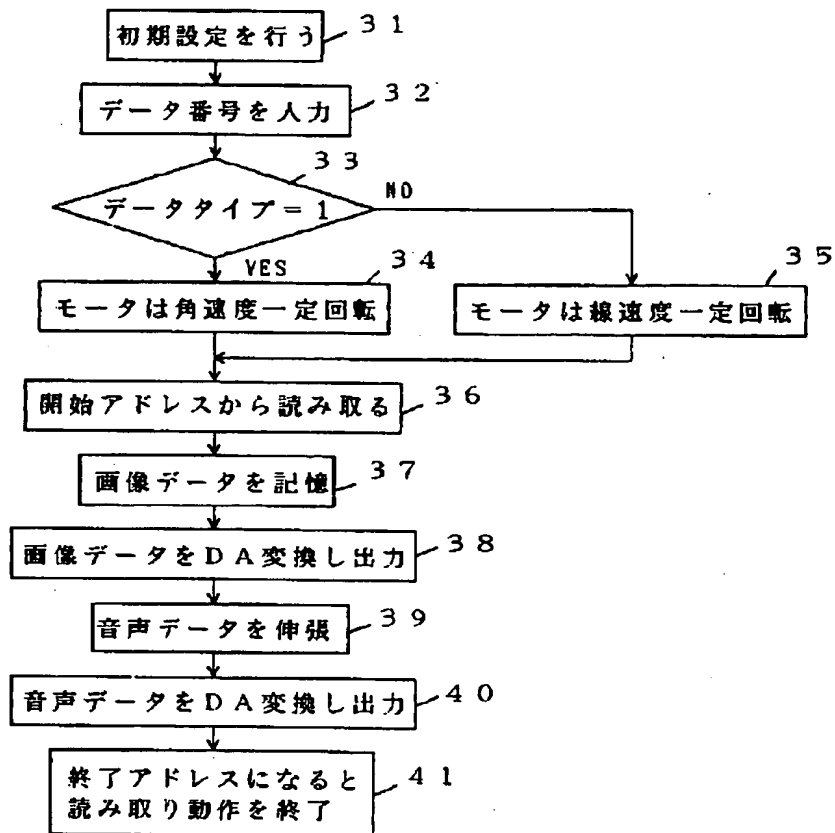 初期設定を行う
31
データ番号を入力
32
33
データタイプ=1
NO
YES
34
モータは角速度一定回転
35
モータは線速度一定回転
開始アドレスから読み取る
36
画像データを記憶
37
画像データをDA変換し出力
38
音声データを伸張
39
音声データをDA変換し出力
40
終了アドレスになると
読み取り動作を終了
41